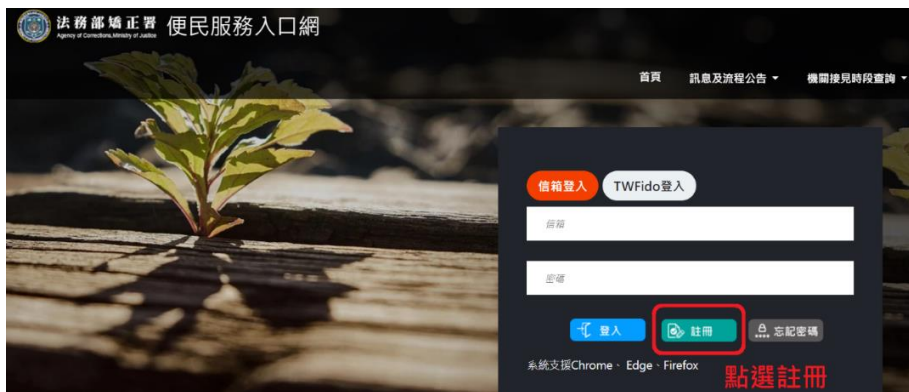 法務部矯正署 便民服務入口網
Agency of Corrections, Ministry of Justice
首頁 訊息及流程公告 機關接見時段查詢
信箱登入 TWFido登入
信箱
密碼
登入 註冊 忘記密碼
系統支援Chrome、Edge、Firefox
點選註冊